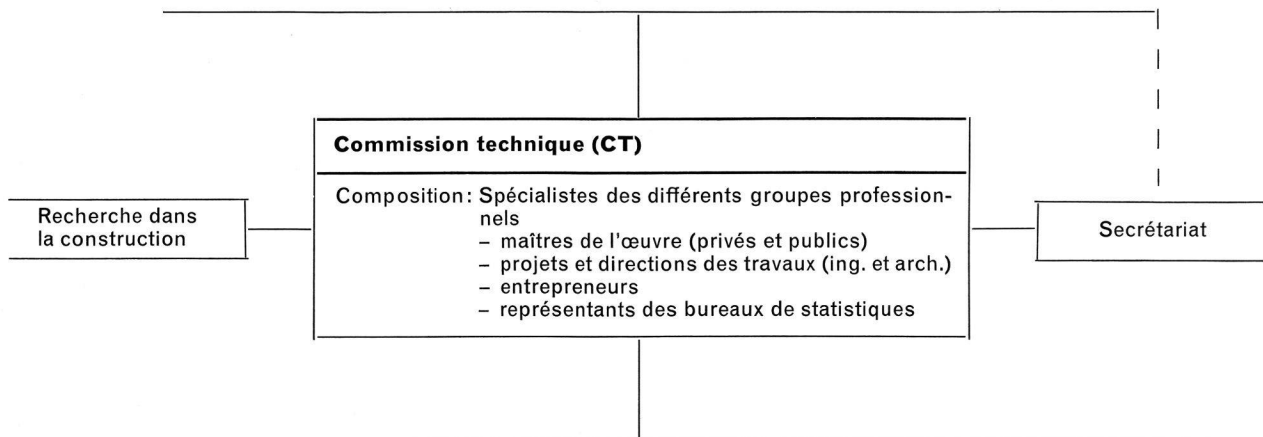 Commission technique (CT)
Composition: Spécialistes des différents groupes profession-
nels
– maîtres de l'œuvre (privés et publics)
– projets et directions des travaux (ing. et arch.)
– entrepreneurs
– représentants des bureaux de statistiques
Recherche dans
la construction
Secrétariat